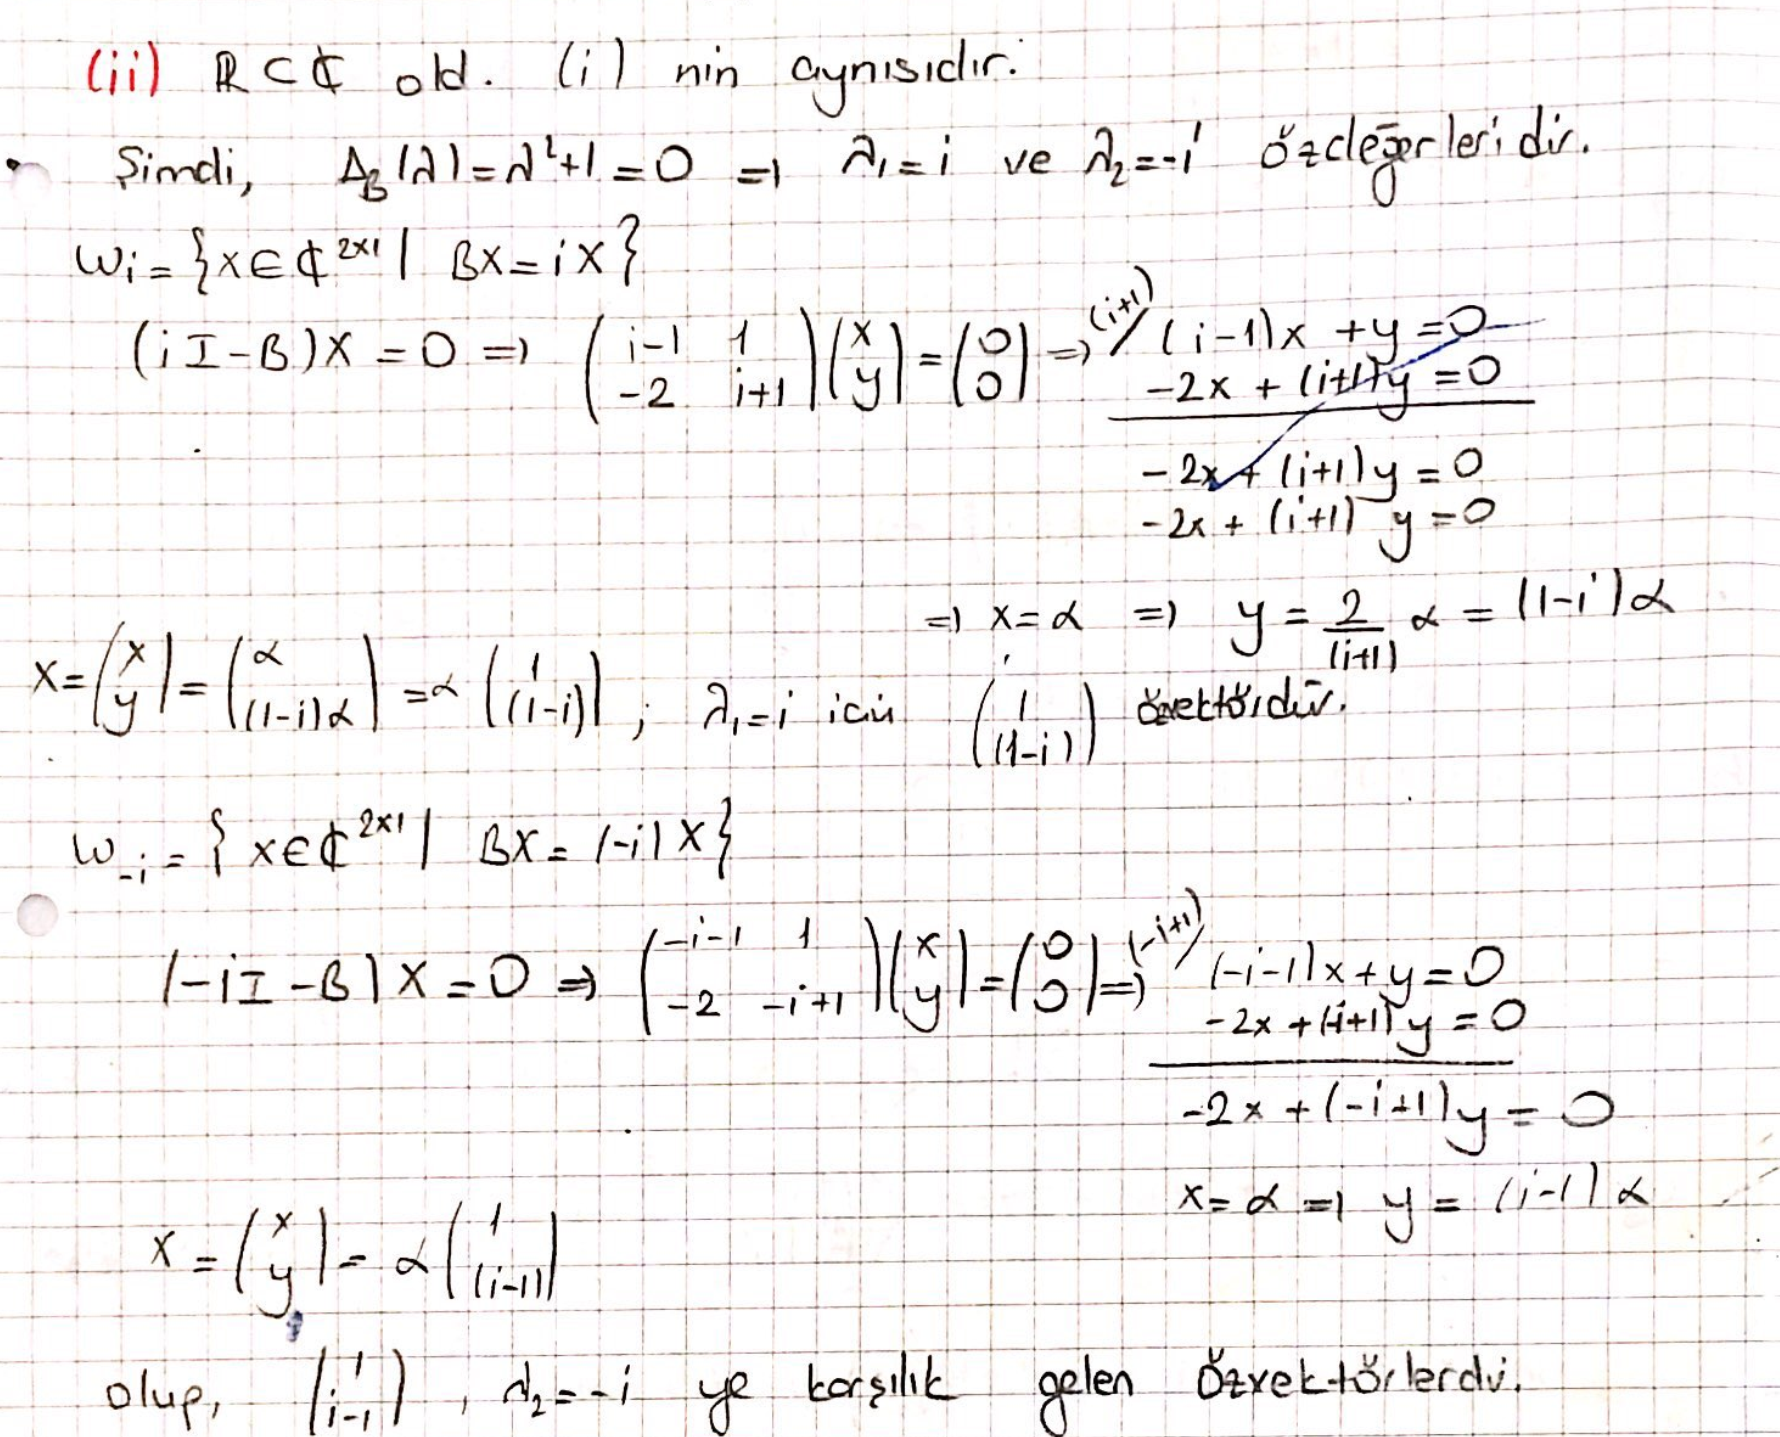 (ii) ℝ⊂ℂ old. (i) nin aynısıdır.
Şimdi, Δ_B(λ)=λ²+1=0 ⇒ λ₁=i ve λ₂=-i özdeğerleridir.
W_i={X∈ℂ^{2x1} | BX=iX}
(iI-B)X=0 ⇒ (i-1 1; -2 i+1)(x; y)=(0; 0) ⇒ (i+1)/ (i-1)x+y=0
-2x+(i+1)y=0
-2x+(i+1)y=0
-2x+(i+1)y=0
⇒ x=α ⇒ y=2/(i+1) α=(1-i)α
X=(x; y)=(α; (1-i)α)=α(1; (1-i)); λ₁=i için (1; (1-i)) özvektördür.
W_{-i}={X∈ℂ^{2x1} | BX=(-i)X}
(-iI-B)X=0 ⇒ (-i-1 1; -2 -i+1)(x; y)=(0; 0) ⇒ (-i+1)/ (-i-1)x+y=0
-2x+(-i+1)y=0
-2x+(-i+1)y=0
x=α ⇒ y=(i-1)α
X=(x; y)=α(1; (i-1))
olup, (1; i-1), λ₂=-i ye karşılık gelen özvektörlerdir.